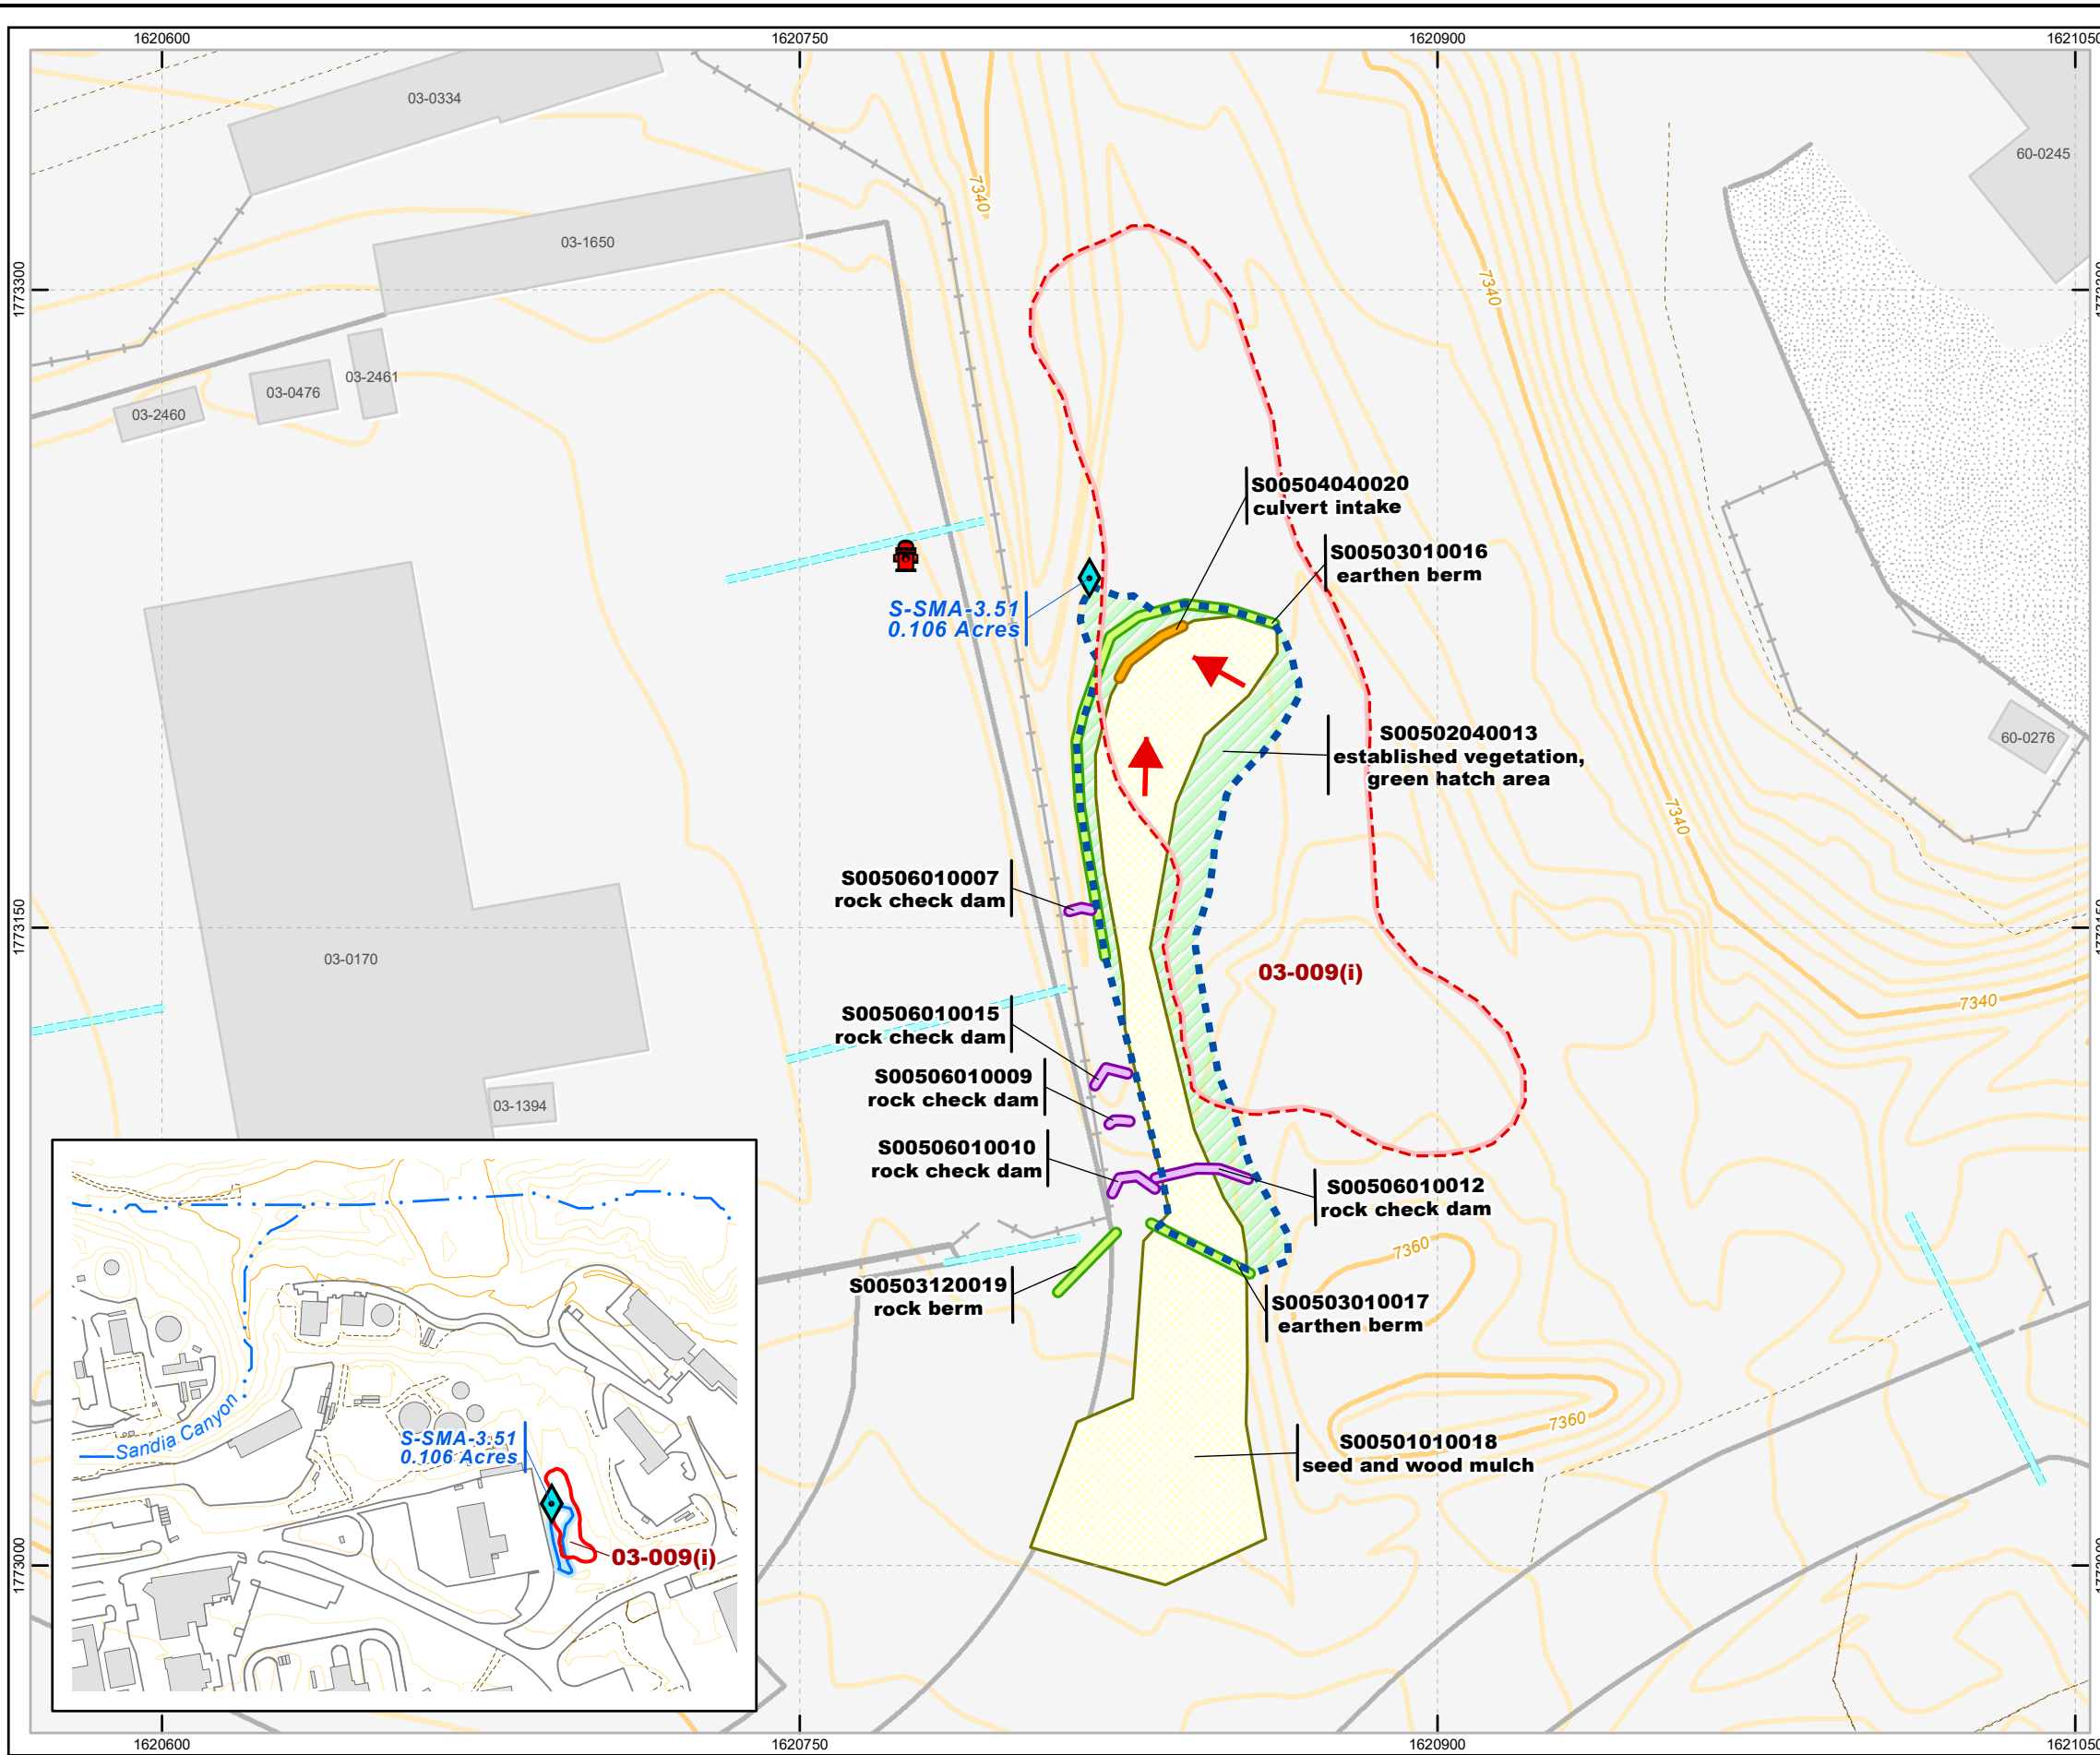 1620600
1620750
1620900
1621050
03-0334
60-0245
7340
03-1650
1773300
7340
03-2461
03-0476
03-2460
S00504040020
culvert intake
S00503010016
earthen berm
S-SMA-3.51
0.106 Acres
S00502040013
established vegetation,
green hatch area
60-0276
7340
S00506010007
rock check dam
1773150
03-0170
03-009(i)
7340
S00506010015
rock check dam
S00506010009
rock check dam
03-1394
S00506010010
rock check dam
S00506010012
rock check dam
7360
S00503120019
rock berm
S00503010017
earthen berm
7360
S00501010018
seed and wood mulch
Sandia Canyon
S-SMA-3.51
0.106 Acres
03-009(i)
1773000
1620600
1620750
1620900
1621050